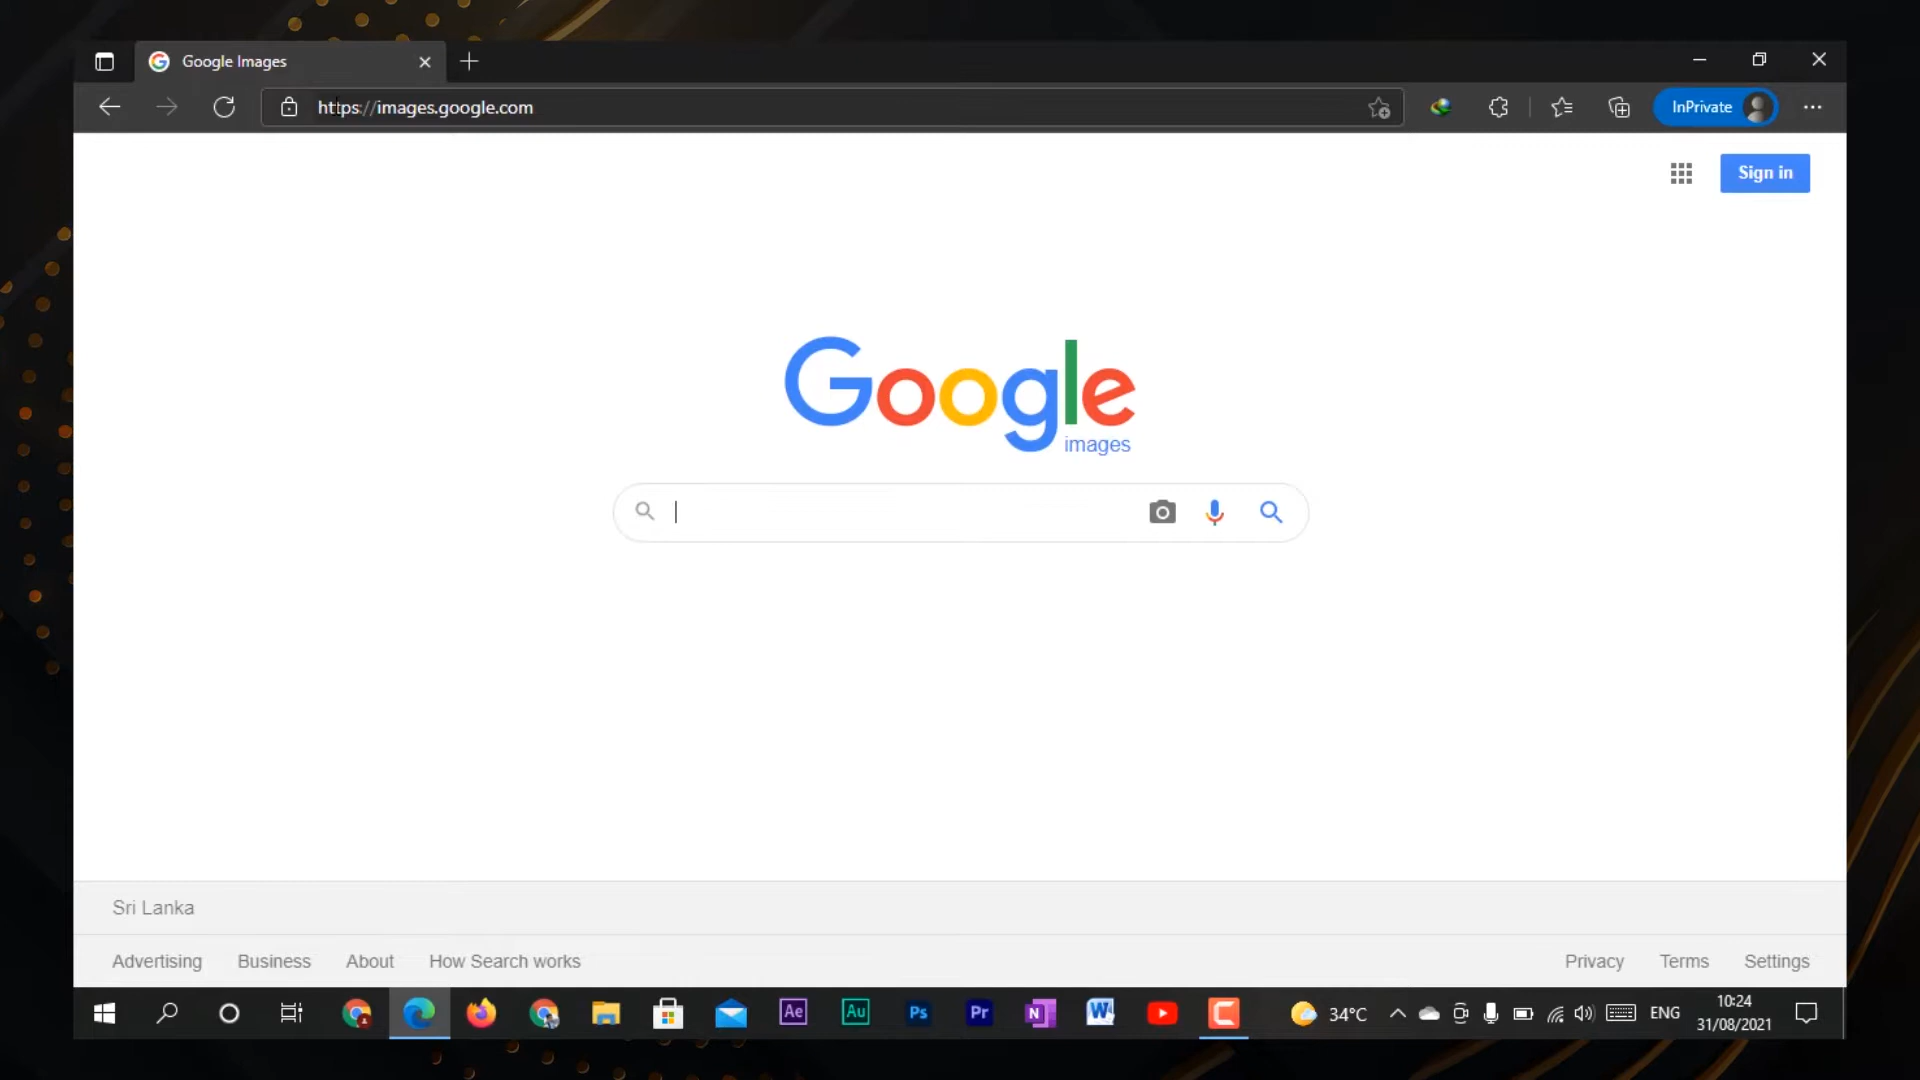 Google Images
https://images.google.com
InPrivate
Sign in
Google
images
Sri Lanka
Advertising Business About How Search works
Privacy Terms Settings
Ae Au Ps Pr N W
34°C
ENG
10:24
31/08/2021